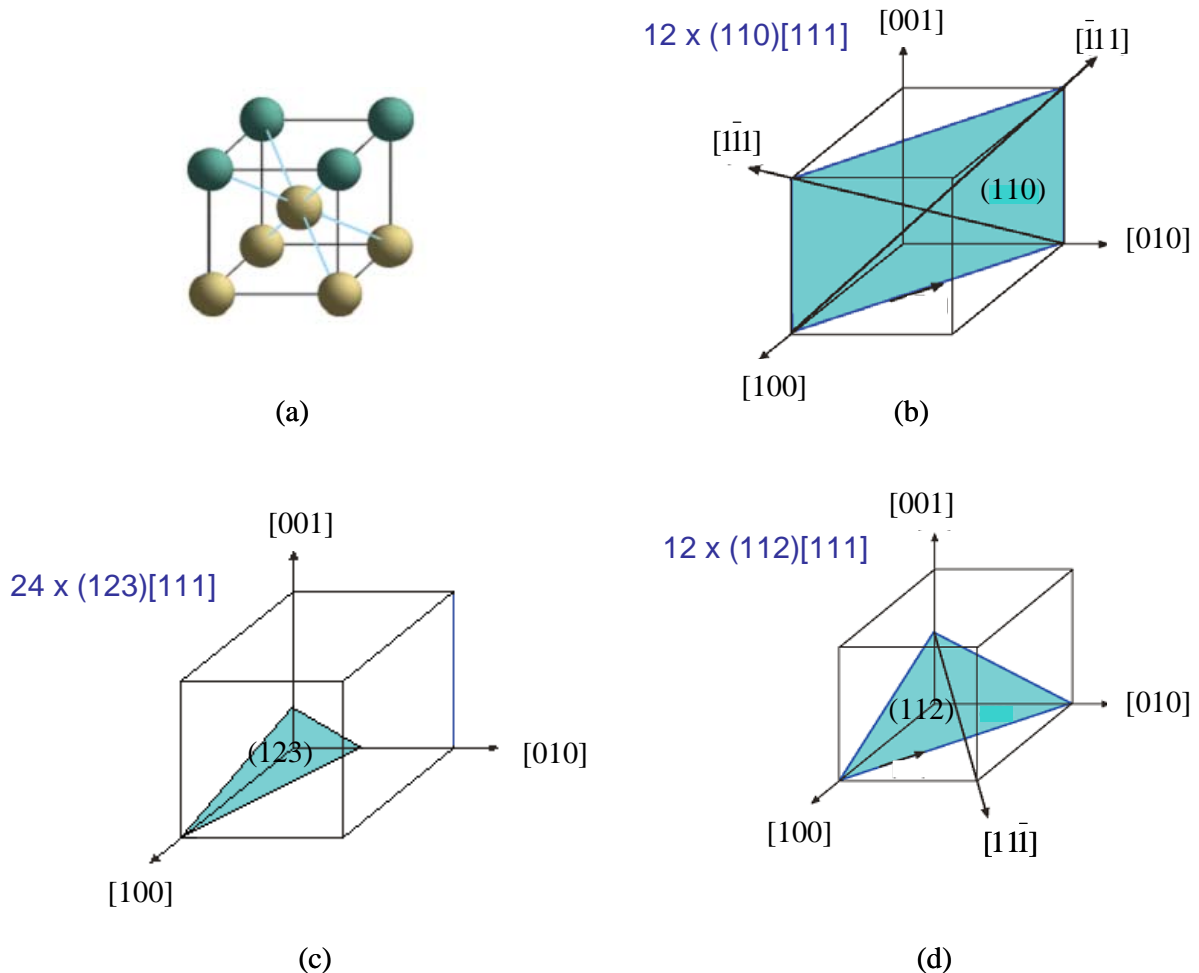 [001]
12 x (110)[111]
[1̄11]
[11̄1]
(110)
[010]
[100]
(a)
(b)
[001]
24 x (123)[111]
(123)
[010]
[100]
(c)
[001]
12 x (112)[111]
(112)
[010]
[100]
[111̄]
(d)